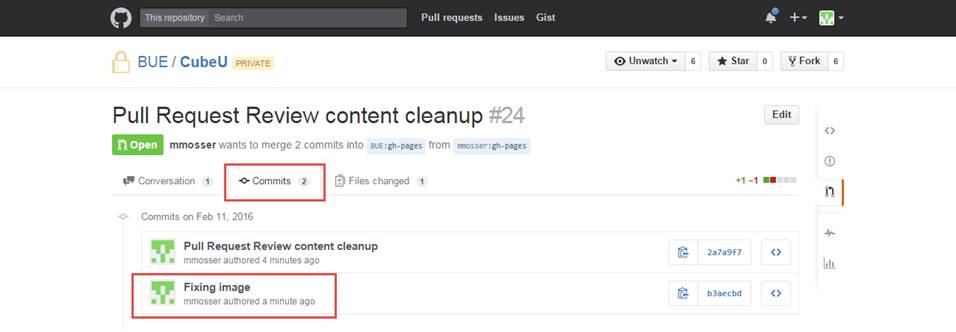 This repository Search Pull requests Issues Gist
BUE / CubeU PRIVATE Unwatch 6 Star 0 Fork 6
Pull Request Review content cleanup #24 Edit
Open mmosser wants to merge 2 commits into BUE:gh-pages from mmosser:gh-pages
Conversation 1 Commits 2 Files changed 1 +1 −1
Commits on Feb 11, 2016
Pull Request Review content cleanup
mmosser authored 4 minutes ago 2a7a9f7
Fixing image
mmosser authored a minute ago b3aecbd